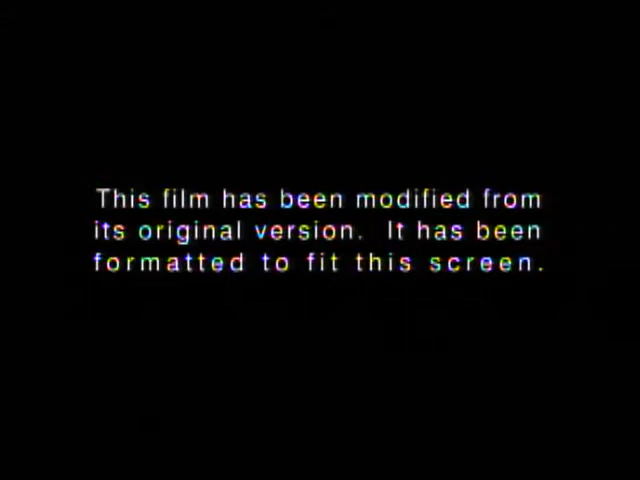 This film has been modified from
its original version. It has been
formatted to fit this screen.